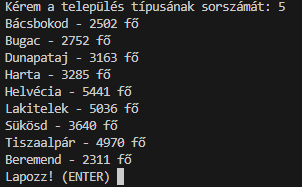 Kérem a település típusának sorszámát: 5
Bácsbokod - 2502 fő
Bugac - 2752 fő
Dunapataj - 3163 fő
Harta - 3285 fő
Helvécia - 5441 fő
Lakitelek - 5036 fő
Sükösd - 3640 fő
Tiszaalpár - 4970 fő
Beremend - 2311 fő
Lapozz! (ENTER)